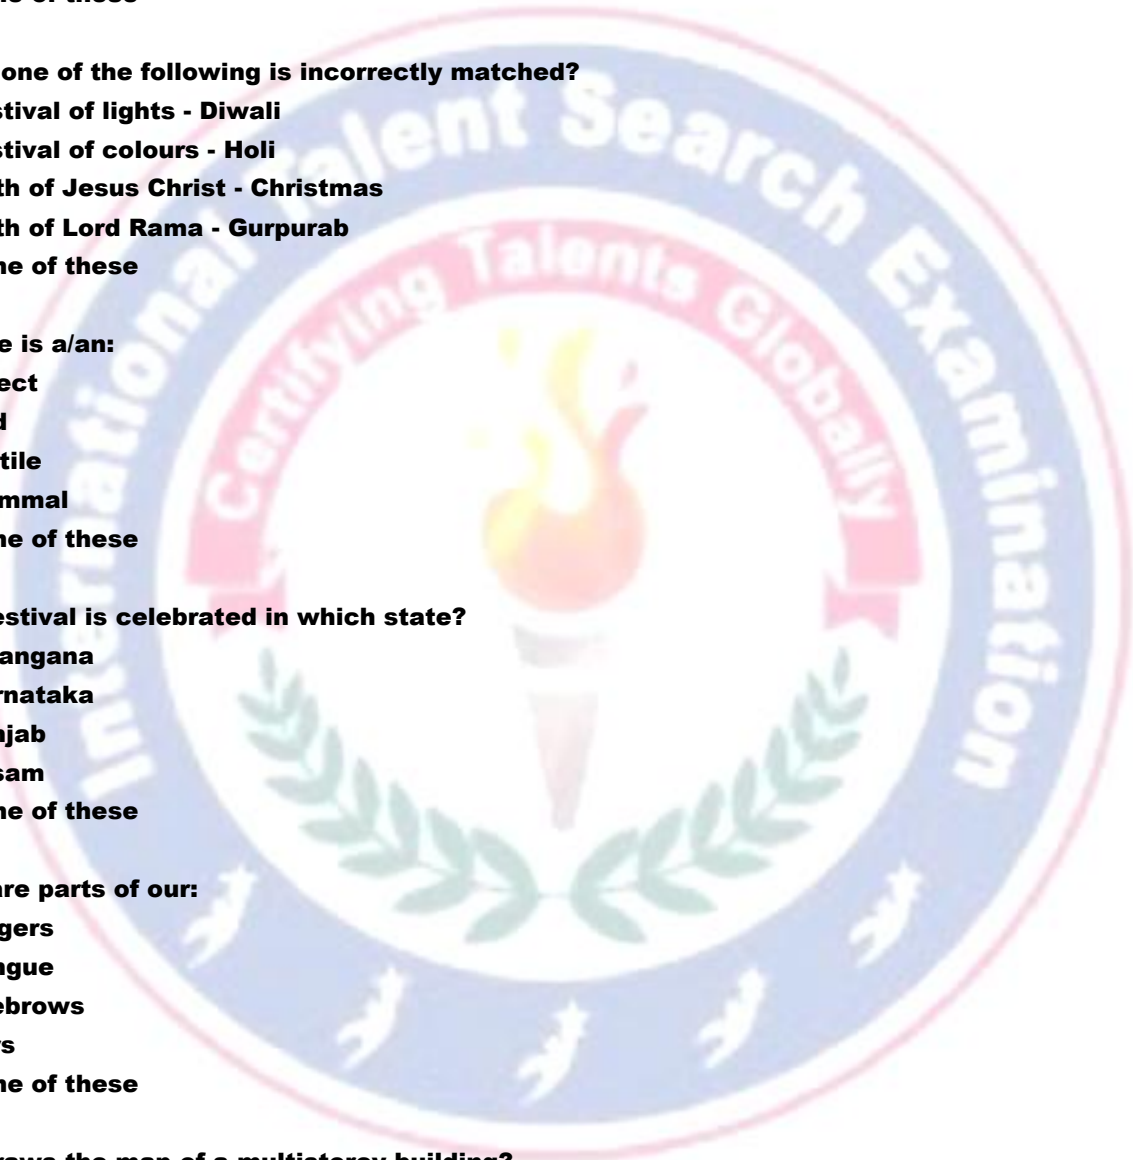 ne of these
one of the following is incorrectly matched?
stival of lights - Diwali
stival of colours - Holi
th of Jesus Christ - Christmas
th of Lord Rama - Gurpurab
ne of these
e is a/an:
ect
d
tile
mmal
ne of these
estival is celebrated in which state?
angana
rnataka
njab
sam
ne of these
are parts of our:
gers
ngue
ebrows
rs
ne of these
raws the map of a multistorey building?
International Talent Search Examination
Certifying Talents Globally